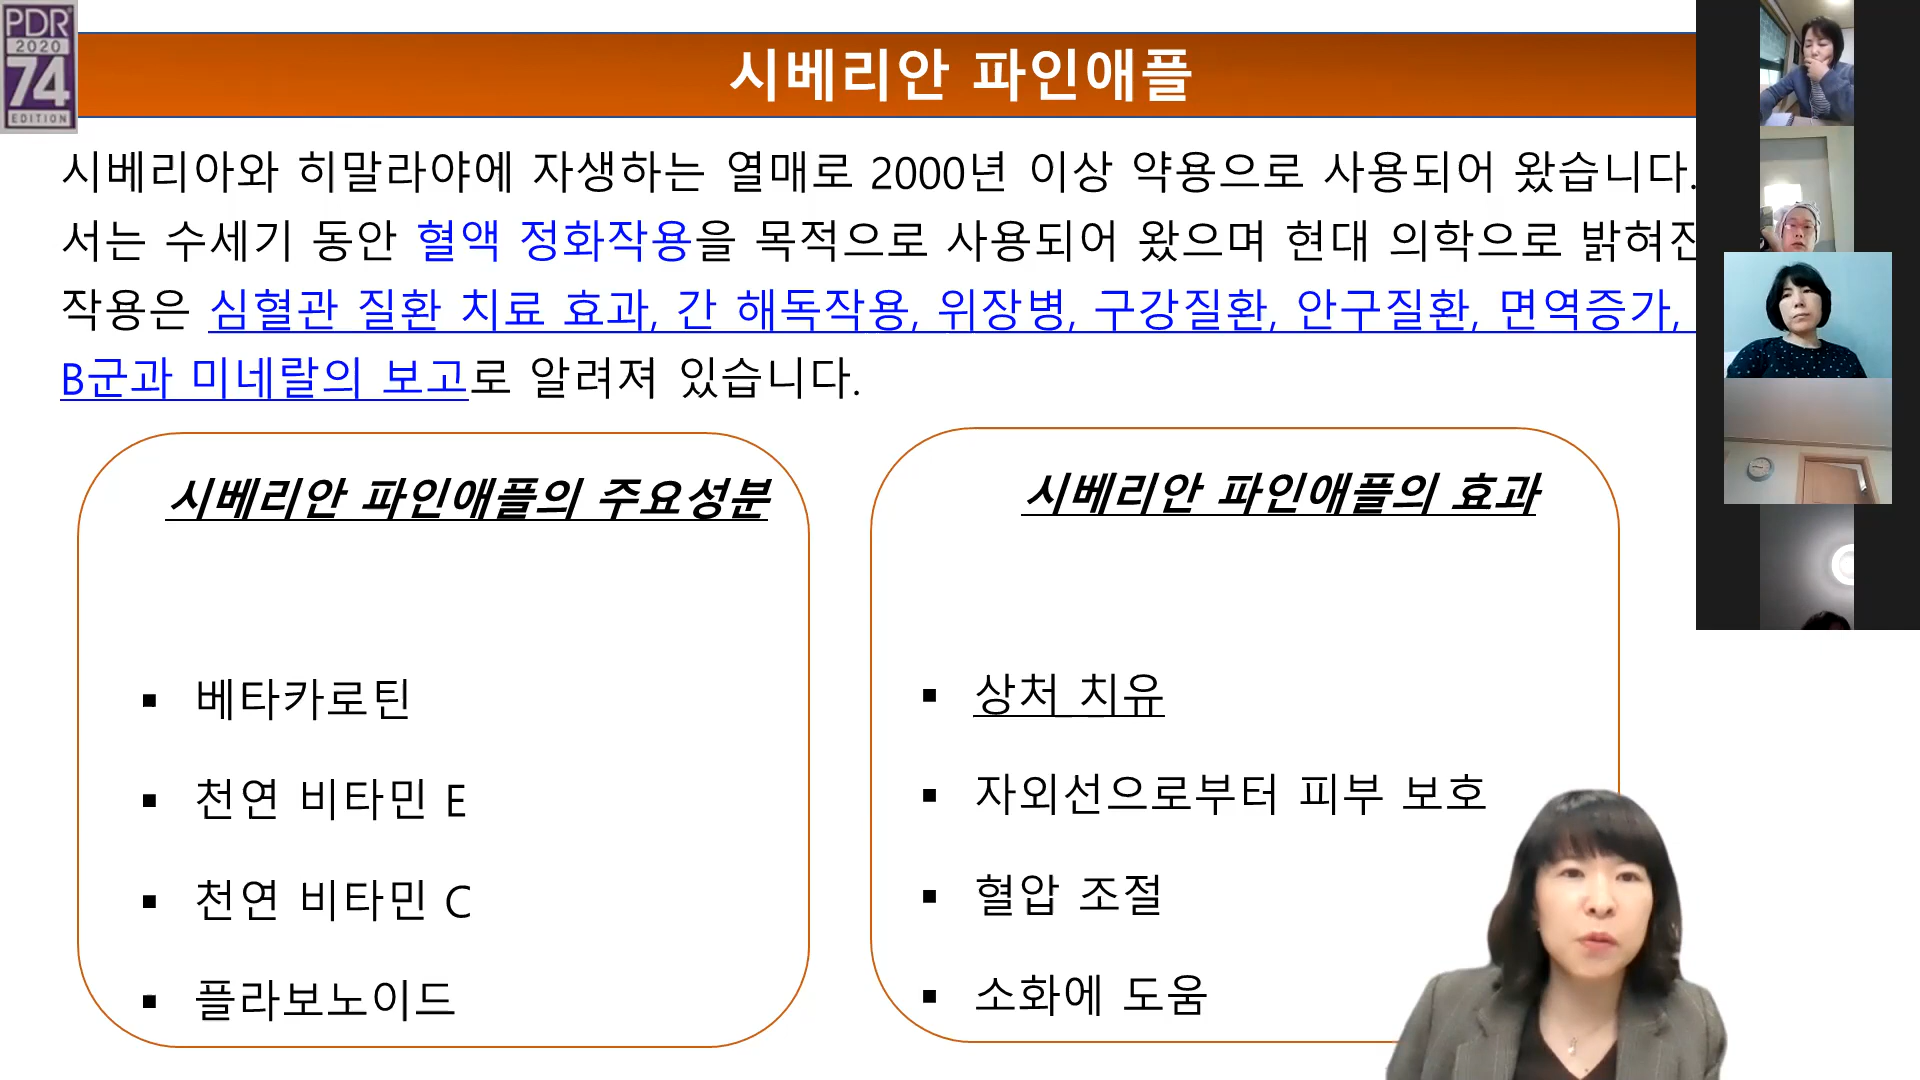 PDR
2020
74
EDITION
시베리안 파인애플
시베리아와 히말라야에 자생하는 열매로 2000년 이상 약용으로 사용되어 왔습니다.
서는 수세기 동안 혈액 정화작용을 목적으로 사용되어 왔으며 현대 의학으로 밝혀진
작용은 심혈관 질환 치료 효과, 간 해독작용, 위장병, 구강질환, 안구질환, 면역증가,
B군과 미네랄의 보고로 알려져 있습니다.
시베리안 파인애플의 주요성분
▪ 베타카로틴
▪ 천연 비타민 E
▪ 천연 비타민 C
▪ 플라보노이드
시베리안 파인애플의 효과
▪ 상처 치유
▪ 자외선으로부터 피부 보호
▪ 혈압 조절
▪ 소화에 도움